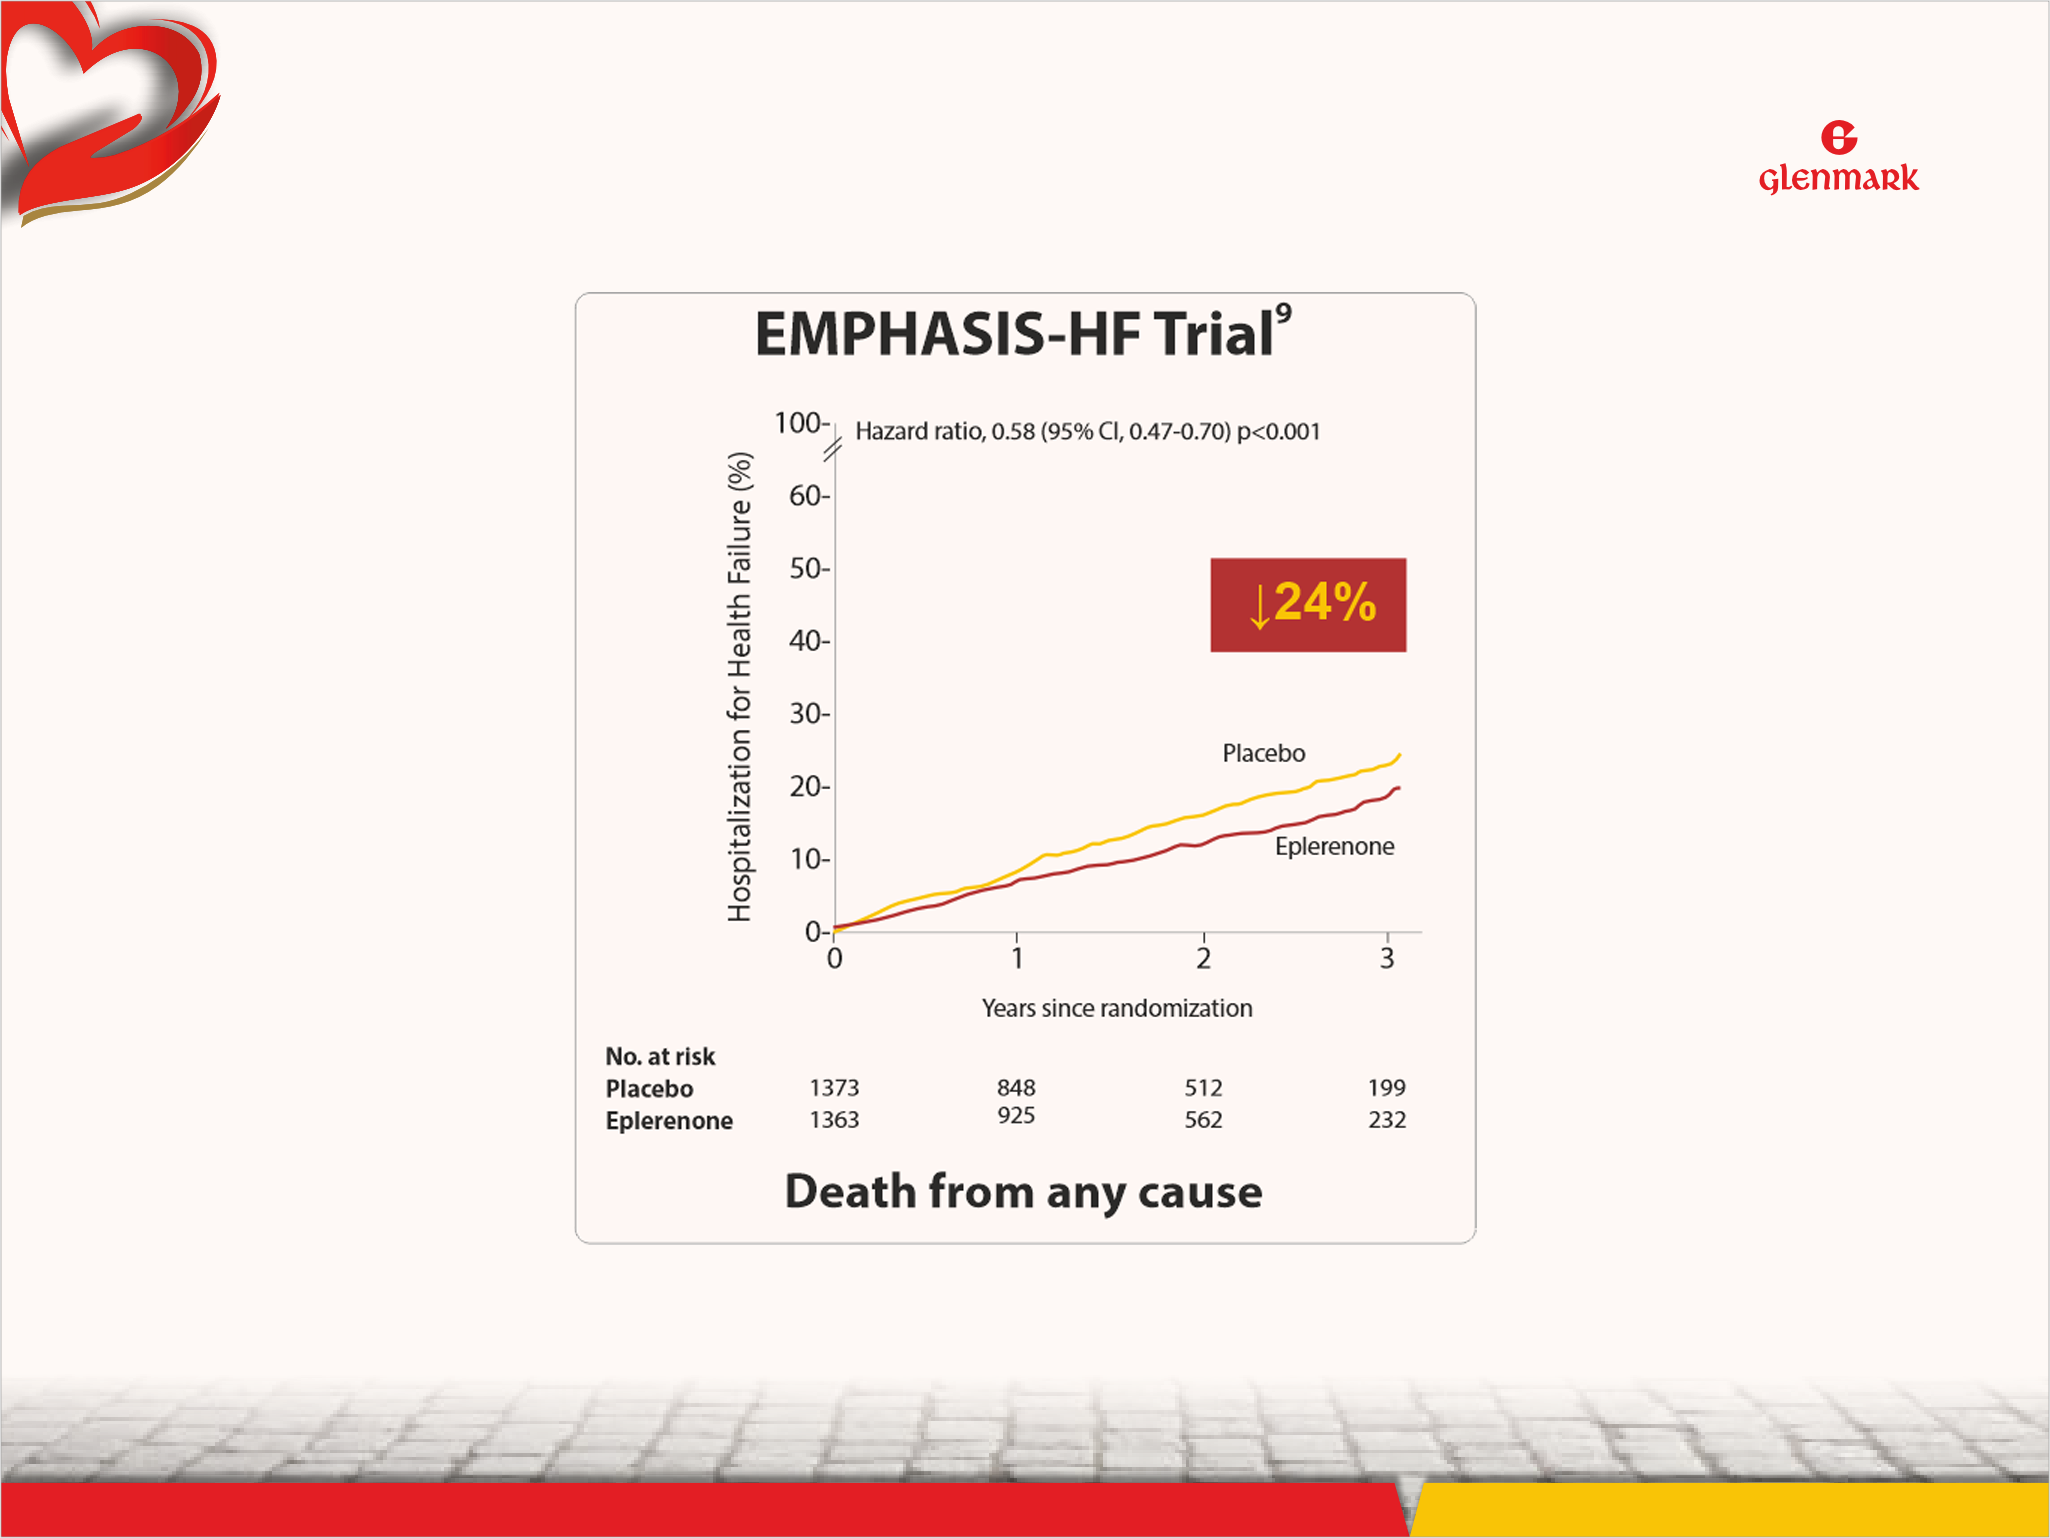 glenmark
EMPHASIS-HF Trial⁹
100-
Hazard ratio, 0.58 (95% CI, 0.47-0.70) p<0.001
Hospitalization for Health Failure (%)
60-
50-
↓24%
40-
30-
Placebo
20-
Eplerenone
10-
0-
0 1 2 3
Years since randomization
No. at risk
Placebo 1373 848 512 199
Eplerenone 1363 925 562 232
Death from any cause